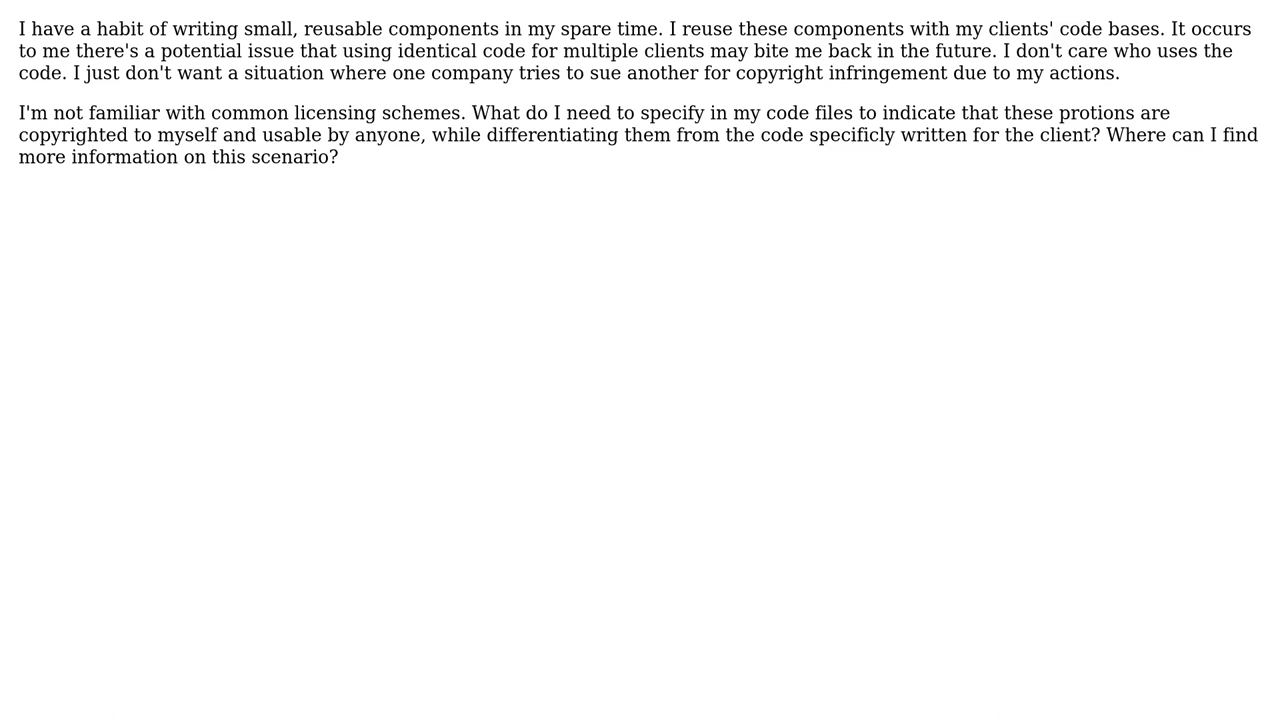 I have a habit of writing small, reusable components in my spare time. I reuse these components with my clients' code bases. It occurs
to me there's a potential issue that using identical code for multiple clients may bite me back in the future. I don't care who uses the
code. I just don't want a situation where one company tries to sue another for copyright infringement due to my actions.
I'm not familiar with common licensing schemes. What do I need to specify in my code files to indicate that these protions are
copyrighted to myself and usable by anyone, while differentiating them from the code specificly written for the client? Where can I find
more information on this scenario?